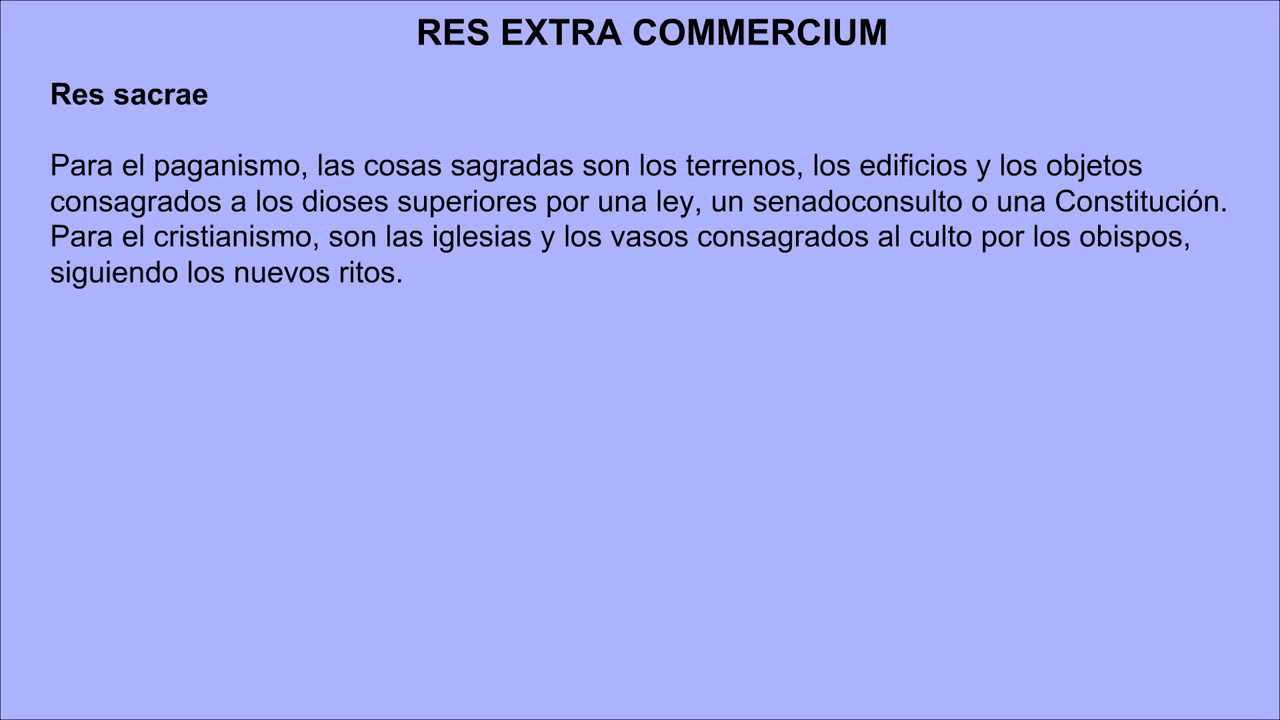 RES EXTRA COMMERCIUM
Res sacrae
Para el paganismo, las cosas sagradas son los terrenos, los edificios y los objetos
consagrados a los dioses superiores por una ley, un senadoconsulto o una Constitución.
Para el cristianismo, son las iglesias y los vasos consagrados al culto por los obispos,
siguiendo los nuevos ritos.